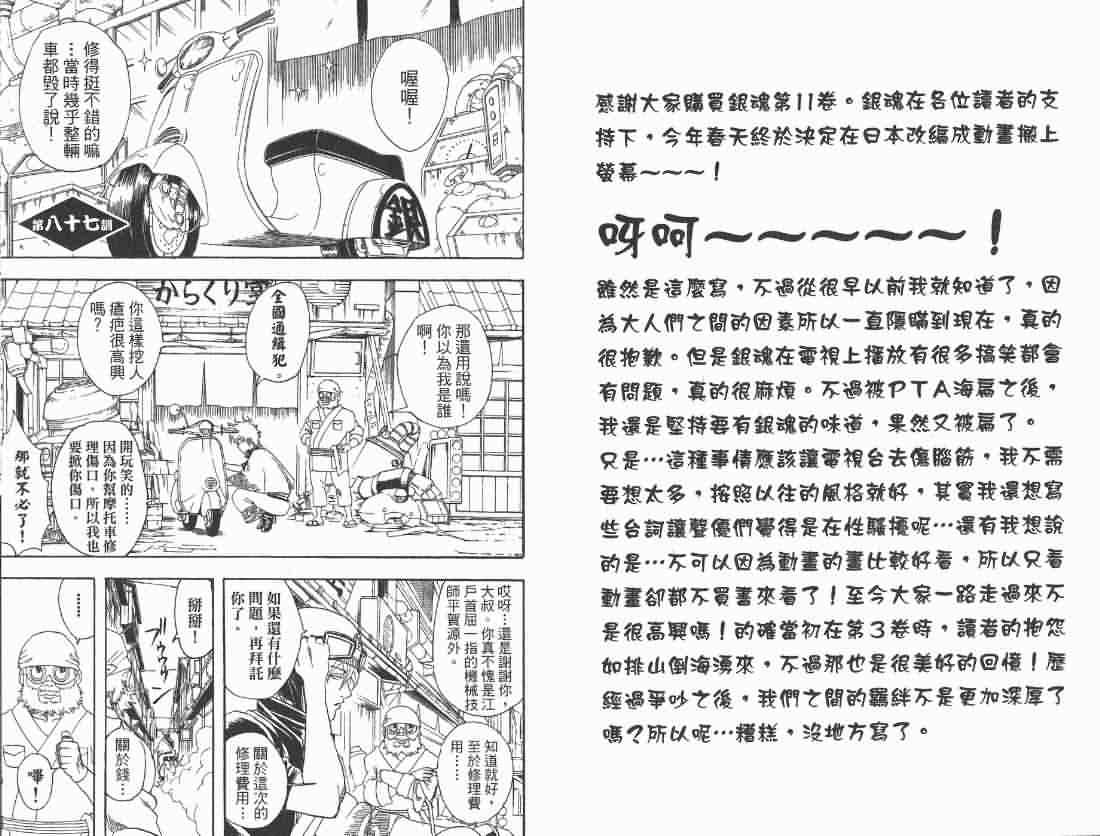 感謝大家購買銀魂第11卷。銀魂在各位讀者的支
持下，今年春天終於決定在日本改編成動畫搬上
螢幕～～～！
呀呵～～～～～！
雖然是這麼寫，不過從很早以前我就知道了，因
為大人們之間的因素所以一直隱瞞到現在，真的
很抱歉。但是銀魂在電視上播放有很多搞笑都會
有問題，真的很麻煩。不過被PTA海扁之後，
我還是堅持要有銀魂的味道，果然又被扁了。
只是…這種事情應該讓電視台去傷腦筋，我不需
要想太多，按照以往的風格就好，其實我還想寫
些台詞讓聲優們覺得是在性騷擾呢…還有我想說
的是…不可以因為動畫的畫比較好看，所以只看
動畫卻都不買書來看了！至今大家一路走過來不
是很高興嗎！的確當初在第3卷時，讀者的抱怨
如排山倒海湧來，不過那也是很美好的回憶！歷
經過爭吵之後，我們之間的羈絆不是更加深厚了
嗎？所以呢…糟糕，沒地方寫了。
喔喔！
修得挺不錯的嘛
…當時幾乎整輛
車都毀了說！
銀
第八十七訓
からくり堂
那還用說嗎！
你以為我是誰
啊！
全國通緝犯。
你這樣挖人
瘡疤很高興
嗎？
開玩笑的……
因為你幫摩托車修
理傷口，所以我也
要掀你傷口。
那就不必了！
哎呀…還是謝謝你，
大叔。你真不愧是江
戶首屈一指的機械技
師平賀源外。
知道就好，
至於修理費
用……
如果還有什麼
問題，再拜託
你了。
關於這次的
修理費用…
掰掰！
ブゥゥゥ
關於錢…
……
嗶！